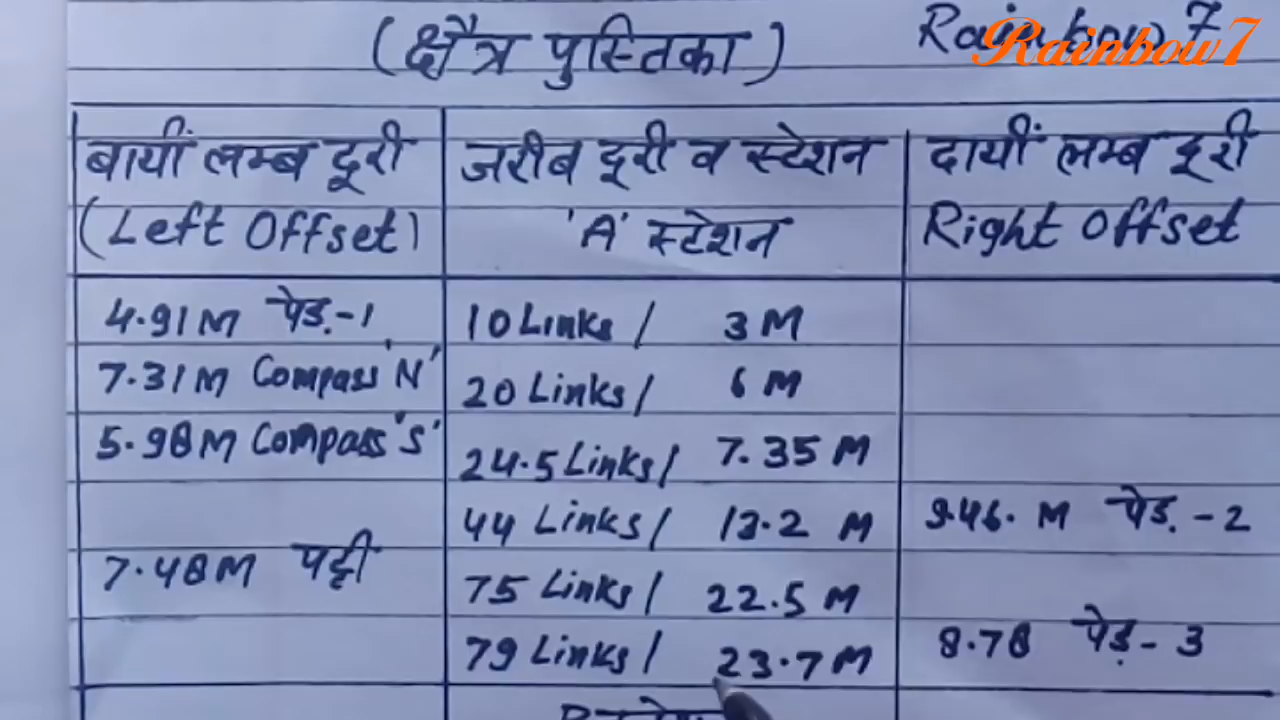 (क्षैत्र पुस्तिका) Rainbow 7
Rainbow7
बायीं लम्ब दूरी जरीब दूरी व स्टेशन दायीं लम्ब दूरी
(Left Offset) 'A' स्टेशन Right Offset
4.91M पेड़-1 10 Links / 3 M
7.31M Compass 'N' 20 Links / 6 M
5.98M Compass 'S' 24.5 Links / 7.35 M
44 Links / 13.2 M 9.46. M पेड़-2
7.48M पट्टी 75 Links / 22.5 M
79 Links / 23.7 M 8.78 पेड़-3